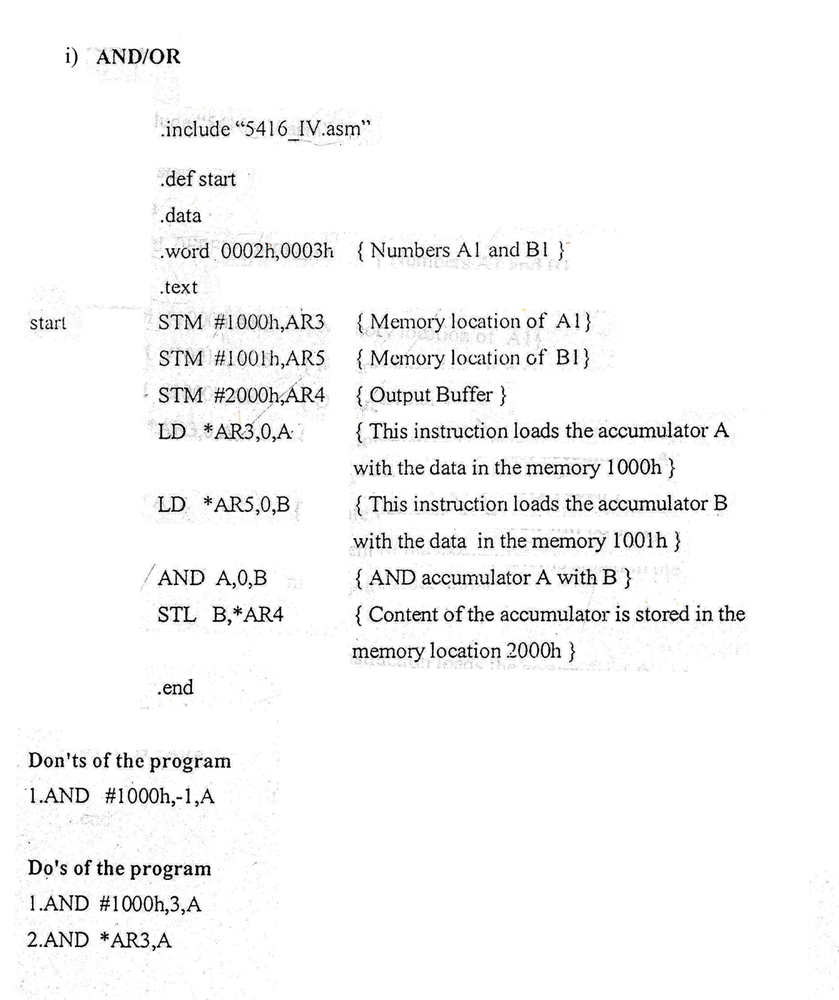 i) AND/OR
.include “5416_IV.asm”
.def start
.data
.word 0002h,0003h { Numbers A1 and B1 }
.text
start STM #1000h,AR3 { Memory location of A1}
STM #1001h,AR5 { Memory location of B1}
STM #2000h,AR4 { Output Buffer }
LD *AR3,0,A { This instruction loads the accumulator A
with the data in the memory 1000h }
LD *AR5,0,B { This instruction loads the accumulator B
with the data in the memory 1001h }
AND A,0,B { AND accumulator A with B }
STL B,*AR4 { Content of the accumulator is stored in the
memory location 2000h }
.end
Don'ts of the program
1.AND #1000h,-1,A
Do's of the program
1.AND #1000h,3,A
2.AND *AR3,A